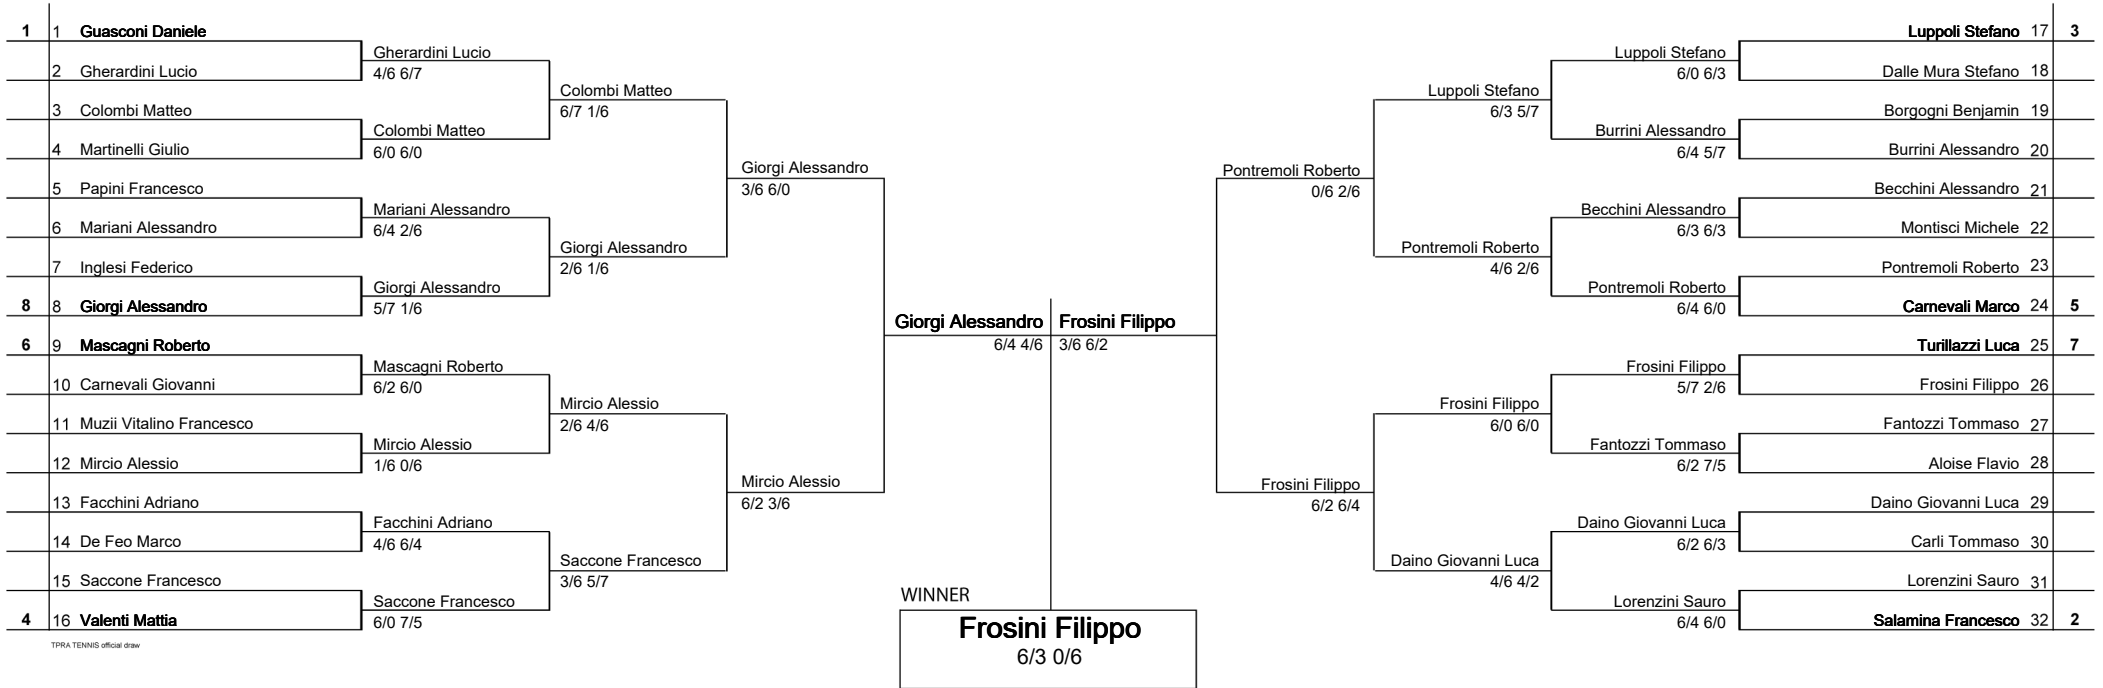 1 1 Guasconi Daniele
2 Gherardini Lucio
3 Colombi Matteo
4 Martinelli Giulio
5 Papini Francesco
6 Mariani Alessandro
7 Inglesi Federico
8 8 Giorgi Alessandro
6 9 Mascagni Roberto
10 Carnevali Giovanni
11 Muzii Vitalino Francesco
12 Mircio Alessio
13 Facchini Adriano
14 De Feo Marco
15 Saccone Francesco
4 16 Valenti Mattia
TPRA TENNIS official draw
Gherardini Lucio
4/6 6/7
Colombi Matteo
6/0 6/0
Mariani Alessandro
6/4 2/6
Giorgi Alessandro
5/7 1/6
Mascagni Roberto
6/2 6/0
Mircio Alessio
1/6 0/6
Facchini Adriano
4/6 6/4
Saccone Francesco
6/0 7/5
Colombi Matteo
6/7 1/6
Giorgi Alessandro
2/6 1/6
Mircio Alessio
2/6 4/6
Saccone Francesco
3/6 5/7
Giorgi Alessandro
3/6 6/0
Mircio Alessio
6/2 3/6
Giorgi Alessandro
6/4 4/6
Frosini Filippo
3/6 6/2
WINNER
Frosini Filippo
6/3 0/6
Pontremoli Roberto
0/6 2/6
Frosini Filippo
6/2 6/4
Luppoli Stefano
6/3 5/7
Pontremoli Roberto
4/6 2/6
Frosini Filippo
6/0 6/0
Daino Giovanni Luca
4/6 4/2
Luppoli Stefano
6/0 6/3
Burrini Alessandro
6/4 5/7
Becchini Alessandro
6/3 6/3
Pontremoli Roberto
6/4 6/0
Frosini Filippo
5/7 2/6
Fantozzi Tommaso
6/2 7/5
Daino Giovanni Luca
6/2 6/3
Lorenzini Sauro
6/4 6/0
Luppoli Stefano 17 3
Dalle Mura Stefano 18
Borgogni Benjamin 19
Burrini Alessandro 20
Becchini Alessandro 21
Montisci Michele 22
Pontremoli Roberto 23
Carnevali Marco 24 5
Turillazzi Luca 25 7
Frosini Filippo 26
Fantozzi Tommaso 27
Aloise Flavio 28
Daino Giovanni Luca 29
Carli Tommaso 30
Lorenzini Sauro 31
Salamina Francesco 32 2